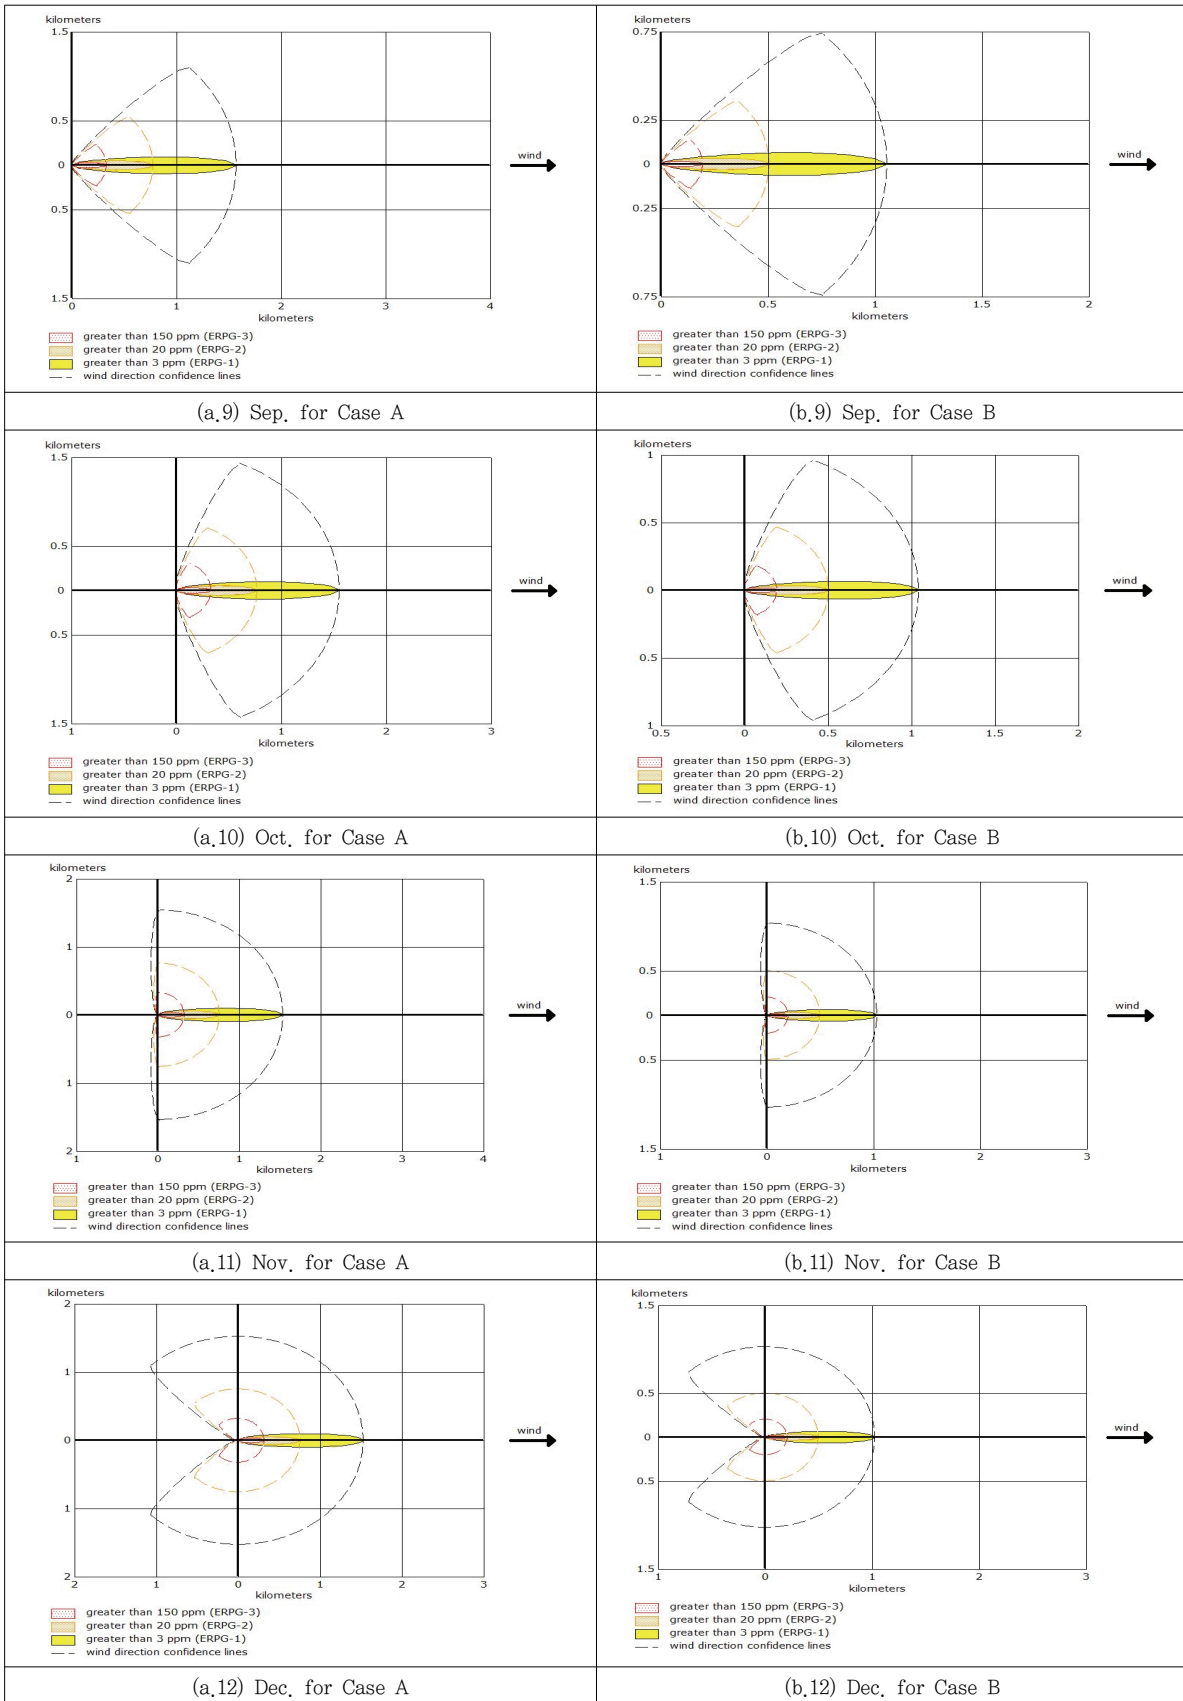 kilometers
1.5
0.5
0
0.5
1.5
0 1 2 3 4
kilometers
wind
greater than 150 ppm (ERPG-3)
greater than 20 ppm (ERPG-2)
greater than 3 ppm (ERPG-1)
wind direction confidence lines
(a.9) Sep. for Case A
kilometers
0.75
0.25
0
0.25
0.75
0 0.5 1 1.5 2
kilometers
wind
greater than 150 ppm (ERPG-3)
greater than 20 ppm (ERPG-2)
greater than 3 ppm (ERPG-1)
wind direction confidence lines
(b.9) Sep. for Case B
kilometers
1.5
0.5
0
0.5
1.5
1 0 1 2 3
kilometers
wind
greater than 150 ppm (ERPG-3)
greater than 20 ppm (ERPG-2)
greater than 3 ppm (ERPG-1)
wind direction confidence lines
(a.10) Oct. for Case A
kilometers
1
0.5
0
0.5
1
0.5 0 0.5 1 1.5 2
kilometers
wind
greater than 150 ppm (ERPG-3)
greater than 20 ppm (ERPG-2)
greater than 3 ppm (ERPG-1)
wind direction confidence lines
(b.10) Oct. for Case B
kilometers
2
1
0
1
2
1 0 1 2 3 4
kilometers
wind
greater than 150 ppm (ERPG-3)
greater than 20 ppm (ERPG-2)
greater than 3 ppm (ERPG-1)
wind direction confidence lines
(a.11) Nov. for Case A
kilometers
1.5
0.5
0
0.5
1.5
1 0 1 2 3
kilometers
wind
greater than 150 ppm (ERPG-3)
greater than 20 ppm (ERPG-2)
greater than 3 ppm (ERPG-1)
wind direction confidence lines
(b.11) Nov. for Case B
kilometers
2
1
0
1
2
2 1 0 1 2 3
kilometers
wind
greater than 150 ppm (ERPG-3)
greater than 20 ppm (ERPG-2)
greater than 3 ppm (ERPG-1)
wind direction confidence lines
(a.12) Dec. for Case A
kilometers
1.5
0.5
0
0.5
1.5
1 0 1 2 3
kilometers
wind
greater than 150 ppm (ERPG-3)
greater than 20 ppm (ERPG-2)
greater than 3 ppm (ERPG-1)
wind direction confidence lines
(b.12) Dec. for Case B